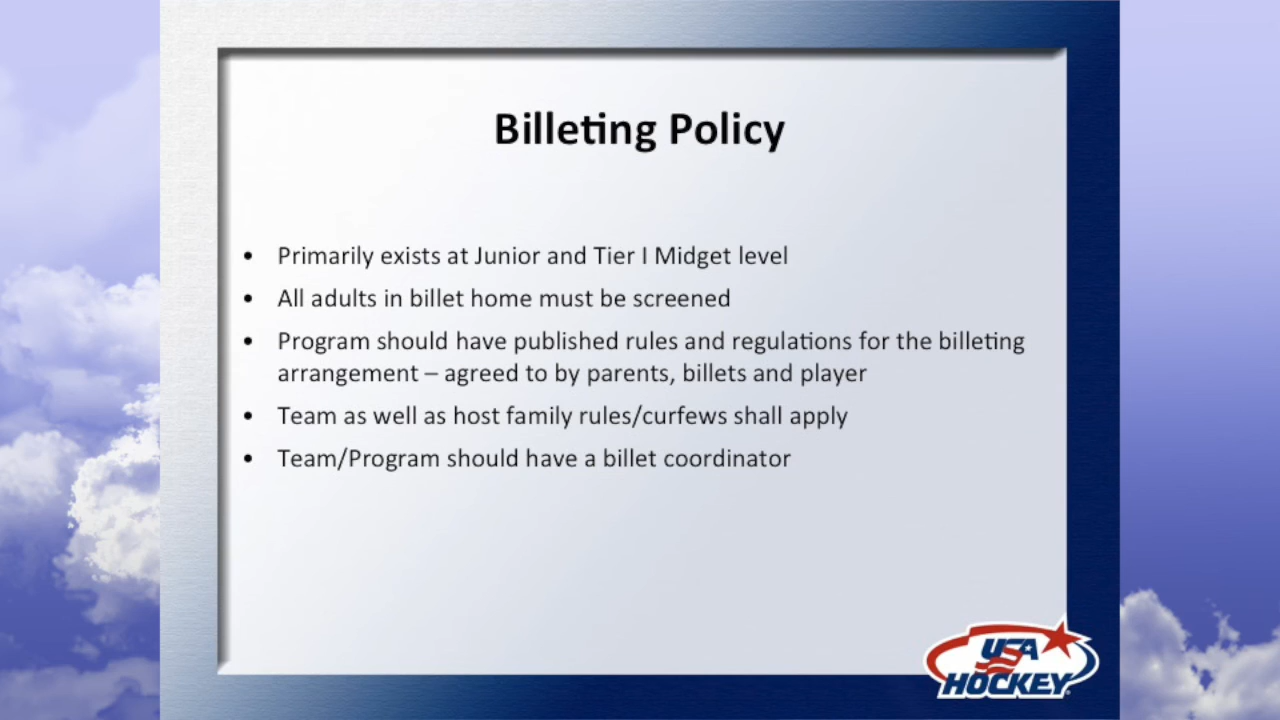 Billeting Policy
• Primarily exists at Junior and Tier I Midget level
• All adults in billet home must be screened
• Program should have published rules and regulations for the billeting
arrangement – agreed to by parents, billets and player
• Team as well as host family rules/curfews shall apply
• Team/Program should have a billet coordinator
USA
HOCKEY